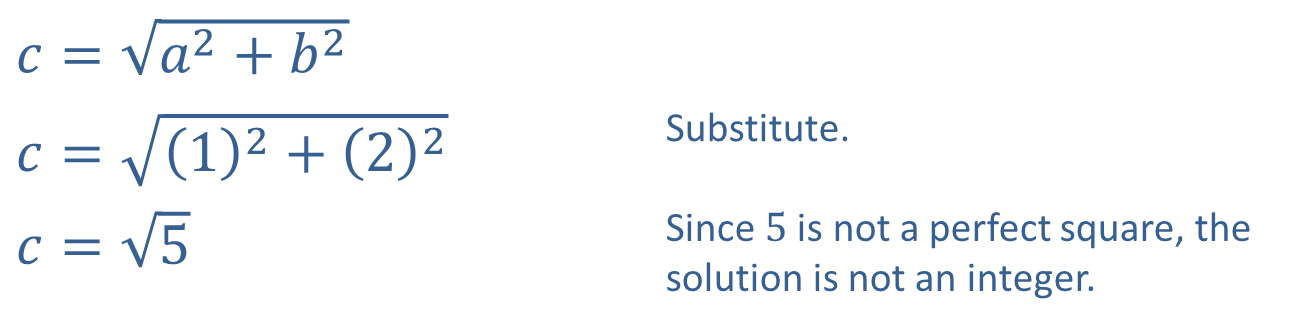 c = √(a² + b²)
c = √((1)² + (2)²)
Substitute.
c = √5
Since 5 is not a perfect square, the
solution is not an integer.